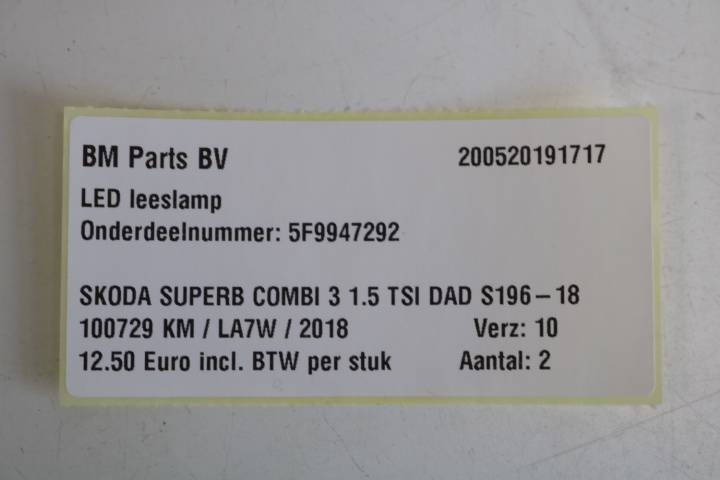 BM Parts BV 200520191717
LED leeslamp
Onderdeelnummer: 5F9947292
SKODA SUPERB COMBI 3 1.5 TSI DAD S196-18
100729 KM / LA7W / 2018 Verz: 10
12.50 Euro incl. BTW per stuk Aantal: 2